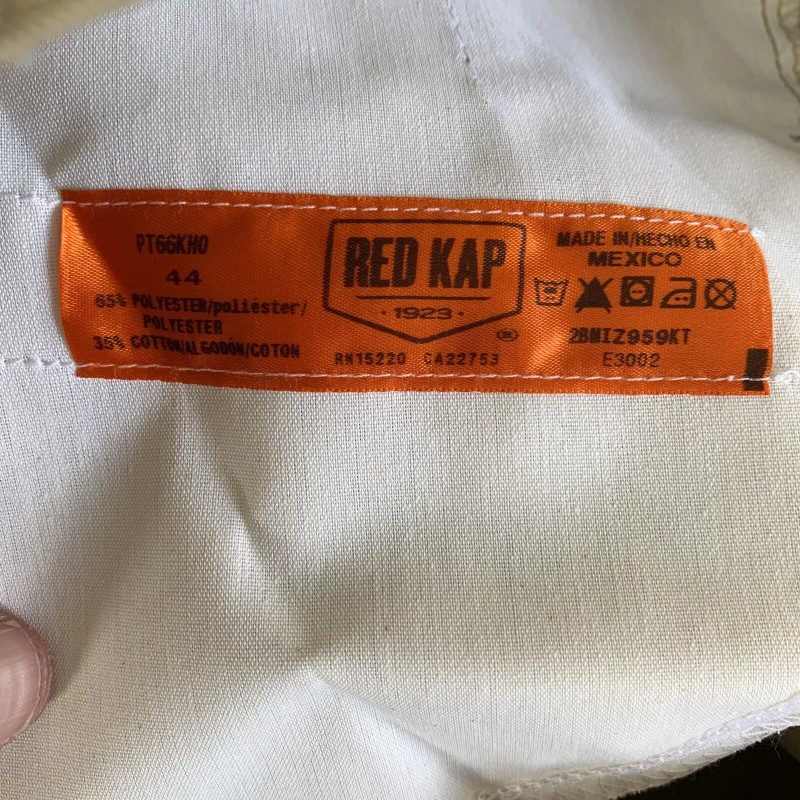 PT66KH0
44
65% POLYESTER/poliéster/
POLYESTER
35% COTTON/ALGODÓN/COTON
RED KAP
· 1923 ·
RN15220 CA22753
MADE IN/HECHO EN
MEXICO
2BMIZ959KT
E3002